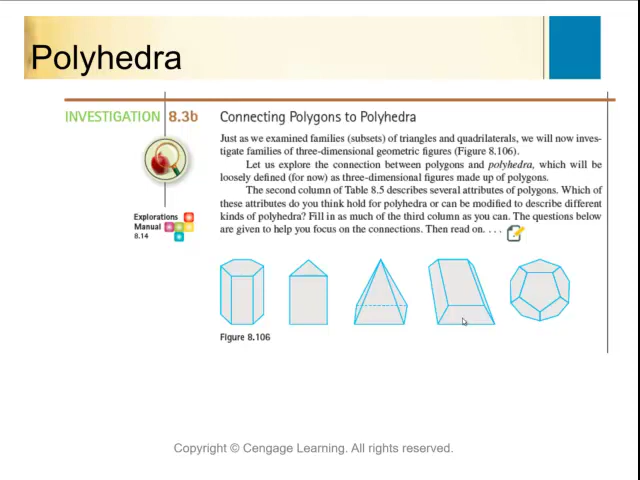 Polyhedra
INVESTIGATION 8.3b Connecting Polygons to Polyhedra
Just as we examined families (subsets) of triangles and quadrilaterals, we will now inves-
tigate families of three-dimensional geometric figures (Figure 8.106).
Let us explore the connection between polygons and polyhedra, which will be
loosely defined (for now) as three-dimensional figures made up of polygons.
The second column of Table 8.5 describes several attributes of polygons. Which of
these attributes do you think hold for polyhedra or can be modified to describe different
kinds of polyhedra? Fill in as much of the third column as you can. The questions below
are given to help you focus on the connections. Then read on. . . .
Explorations
Manual
8.14
Figure 8.106
Copyright © Cengage Learning. All rights reserved.